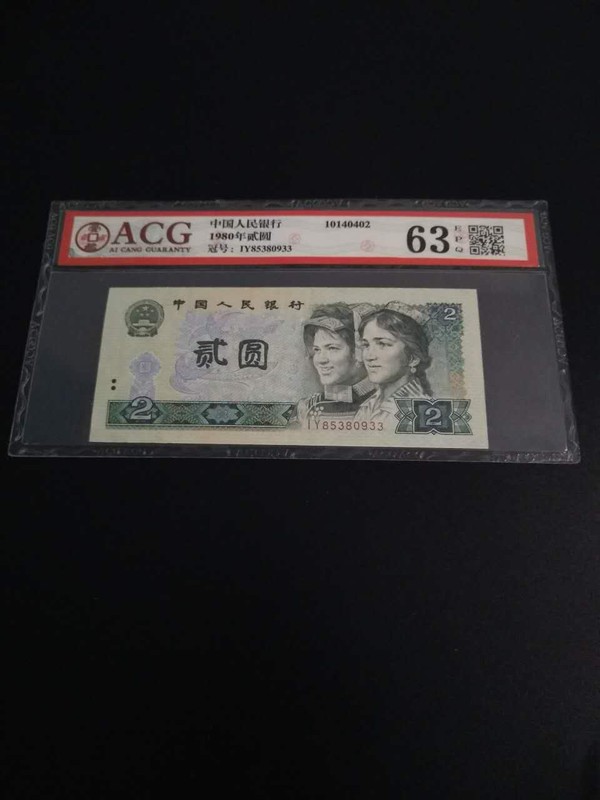 ACG
AI CANG GUARANTY
中国人民银行
1980年贰圆
冠号：IY85380933
10140402
63
EPQ
中国人民银行
2
贰圆
2
2
IY85380933